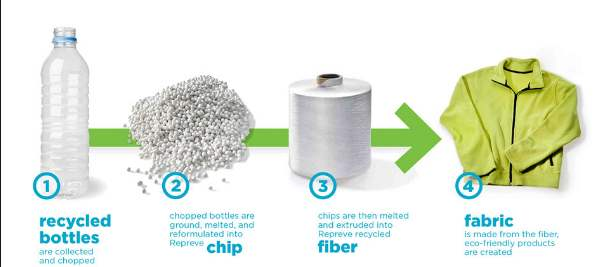 1
recycled
bottles
are collected
and chopped
2
chopped bottles are
ground, melted, and
reformulated into
Repreve chip
3
chips are then melted
and extruded into
Repreve recycled
fiber
4
fabric
is made from the fiber,
eco-friendly products
are created